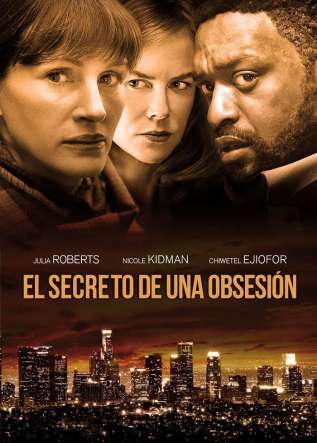 JULIA ROBERTS NICOLE KIDMAN CHIWETEL EJIOFOR
EL SECRETO DE UNA OBSESIÓN